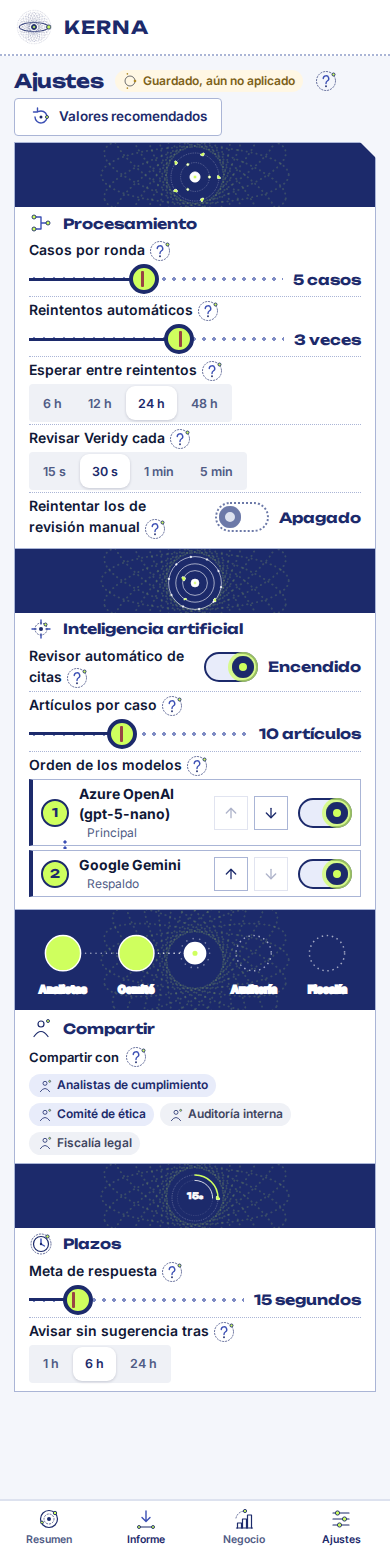 KERNA
Ajustes
Guardado, aún no aplicado
?
Valores recomendados
Procesamiento
Casos por ronda ?
5 casos
Reintentos automáticos ?
3 veces
Esperar entre reintentos ?
6 h 12 h 24 h 48 h
Revisar Veridy cada ?
15 s 30 s 1 min 5 min
Reintentar los de
revisión manual ?
Apagado
Inteligencia artificial
Revisor automático de
citas ?
Encendido
Artículos por caso ?
10 artículos
Orden de los modelos ?
1
Azure OpenAI
(gpt-5-nano)
Principal
2
Google Gemini
Respaldo
Analistas Comité Auditoría Fiscalía
Compartir
Compartir con ?
Analistas de cumplimiento
Comité de ética Auditoría interna
Fiscalía legal
15s
Plazos
Meta de respuesta ?
15 segundos
Avisar sin sugerencia tras ?
1 h 6 h 24 h
Resumen Informe Negocio Ajustes